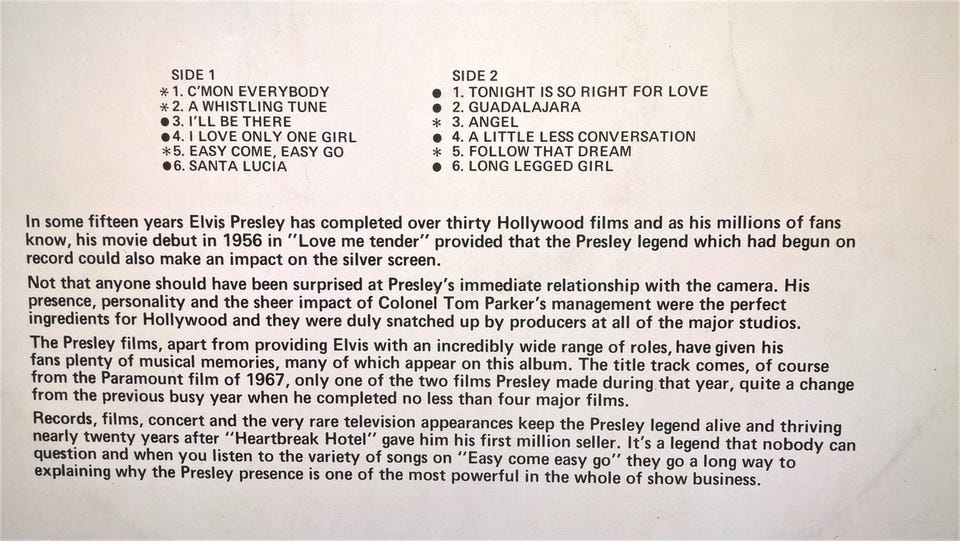 SIDE 1
* 1. C'MON EVERYBODY
* 2. A WHISTLING TUNE
● 3. I'LL BE THERE
● 4. I LOVE ONLY ONE GIRL
* 5. EASY COME, EASY GO
● 6. SANTA LUCIA
SIDE 2
● 1. TONIGHT IS SO RIGHT FOR LOVE
● 2. GUADALAJARA
* 3. ANGEL
● 4. A LITTLE LESS CONVERSATION
* 5. FOLLOW THAT DREAM
● 6. LONG LEGGED GIRL
In some fifteen years Elvis Presley has completed over thirty Hollywood films and as his millions of fans
know, his movie debut in 1956 in "Love me tender" provided that the Presley legend which had begun on
record could also make an impact on the silver screen.
Not that anyone should have been surprised at Presley's immediate relationship with the camera. His
presence, personality and the sheer impact of Colonel Tom Parker's management were the perfect
ingredients for Hollywood and they were duly snatched up by producers at all of the major studios.
The Presley films, apart from providing Elvis with an incredibly wide range of roles, have given his
fans plenty of musical memories, many of which appear on this album. The title track comes, of course
from the Paramount film of 1967, only one of the two films Presley made during that year, quite a change
from the previous busy year when he completed no less than four major films.
Records, films, concert and the very rare television appearances keep the Presley legend alive and thriving
nearly twenty years after "Heartbreak Hotel" gave him his first million seller. It's a legend that nobody can
question and when you listen to the variety of songs on "Easy come easy go" they go a long way to
explaining why the Presley presence is one of the most powerful in the whole of show business.